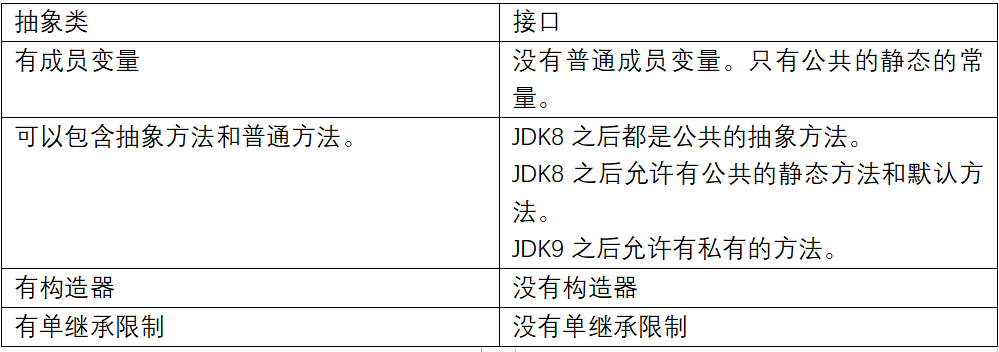 抽象类
接口
有成员变量
没有普通成员变量。只有公共的静态的常
量。
可以包含抽象方法和普通方法。
JDK8 之后都是公共的抽象方法。
JDK8 之后允许有公共的静态方法和默认方
法。
JDK9 之后允许有私有的方法。
有构造器
没有构造器
有单继承限制
没有单继承限制